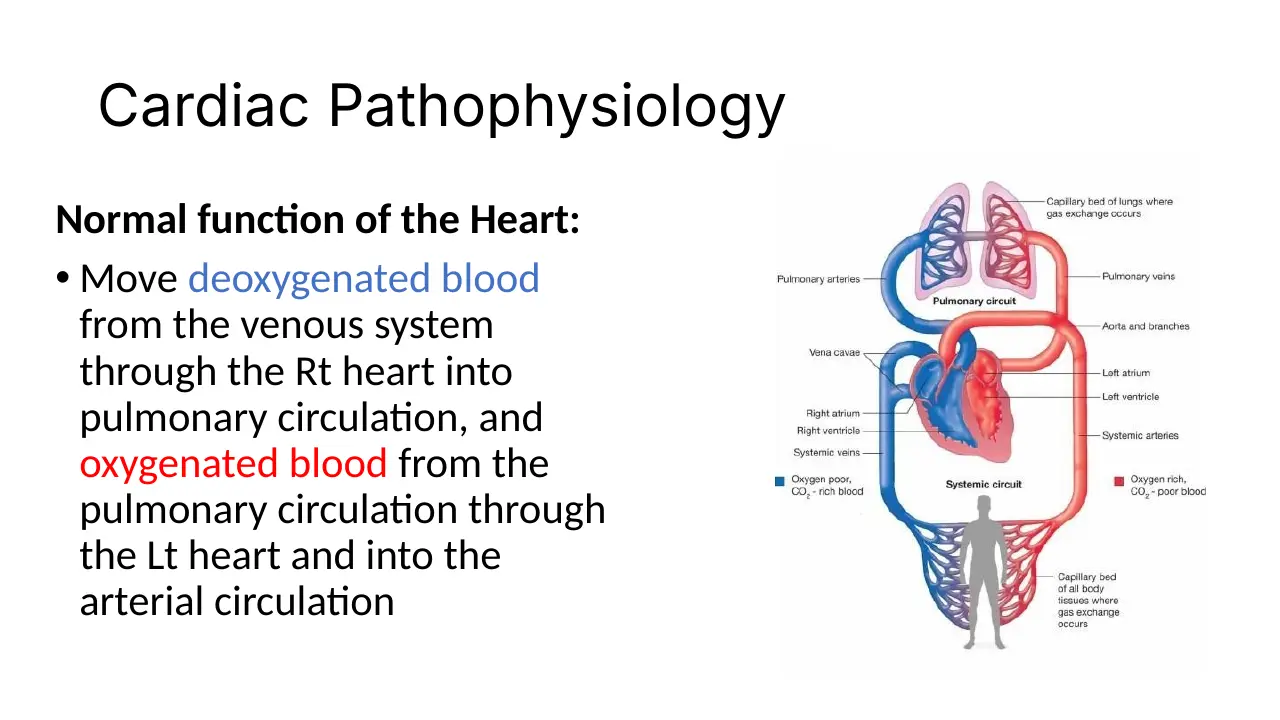 Cardiac Pathophysiology
Normal function of the Heart:
• Move deoxygenated blood
from the venous system
through the Rt heart into
pulmonary circulation, and
oxygenated blood from the
pulmonary circulation through
the Lt heart and into the
arterial circulation
Capillary bed of lungs where
gas exchange occurs
Pulmonary arteries
Pulmonary veins
Pulmonary circuit
Aorta and branches
Vena cavae
Left atrium
Left ventricle
Right atrium
Right ventricle
Systemic arteries
Systemic veins
Oxygen poor,
CO2 - rich blood
Systemic circuit
Oxygen rich,
CO2 - poor blood
Capillary bed
of all body
tissues where
gas exchange
occurs